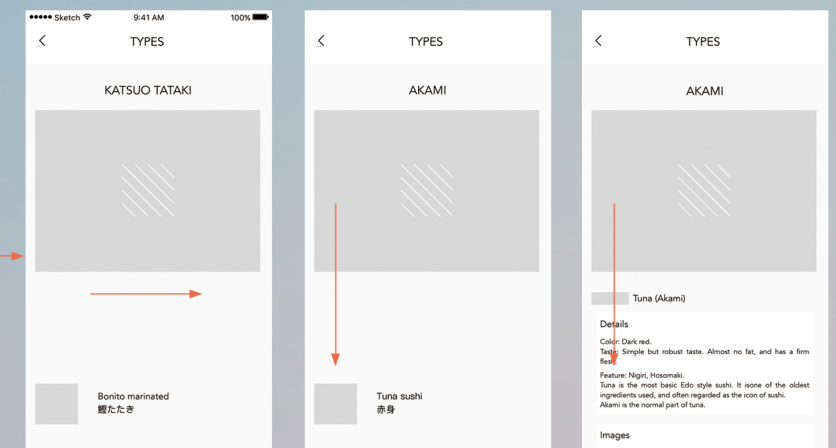 Sketch 9:41 AM 100%
TYPES
KATSUO TATAKI
Bonito marinated
鰹たたき
TYPES
AKAMI
Tuna sushi
赤身
TYPES
AKAMI
Tuna (Akami)
Details
Color: Dark red.
Taste: Simple but robust taste. Almost no fat, and has a firm
flesh.
Feature: Nigiri, Hosomaki.
Tuna is the most basic Edo style sushi. It isone of the oldest
ingredients used, and often regarded as the icon of sushi.
Akami is the normal part of tuna.
Images